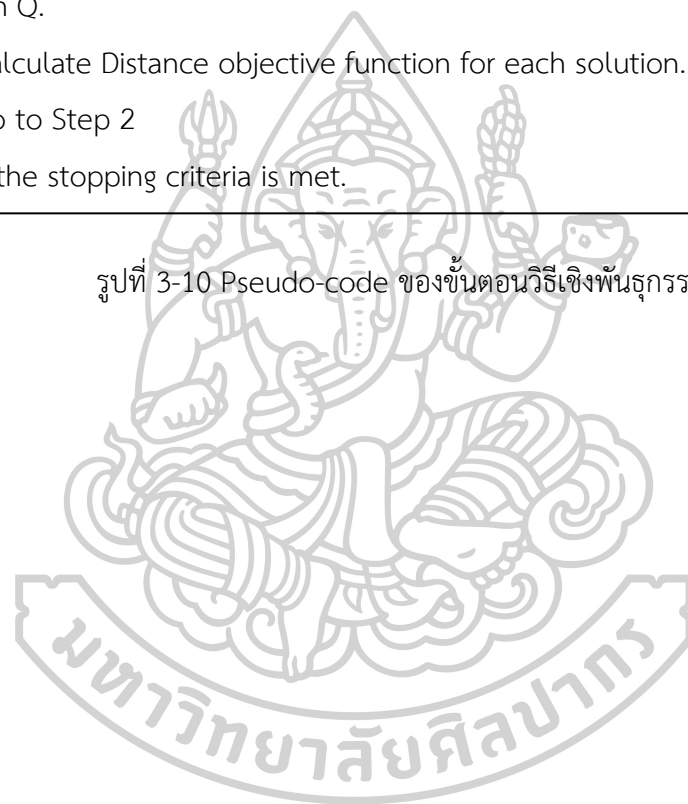 Q.
alculate Distance objective function for each solution.
to Step 2
the stopping criteria is met.
รูปที่ 3-10 Pseudo-code ของขั้นตอนวิธีเชิงพันธุกรร
มหาวิทยาลัยศิลปากร